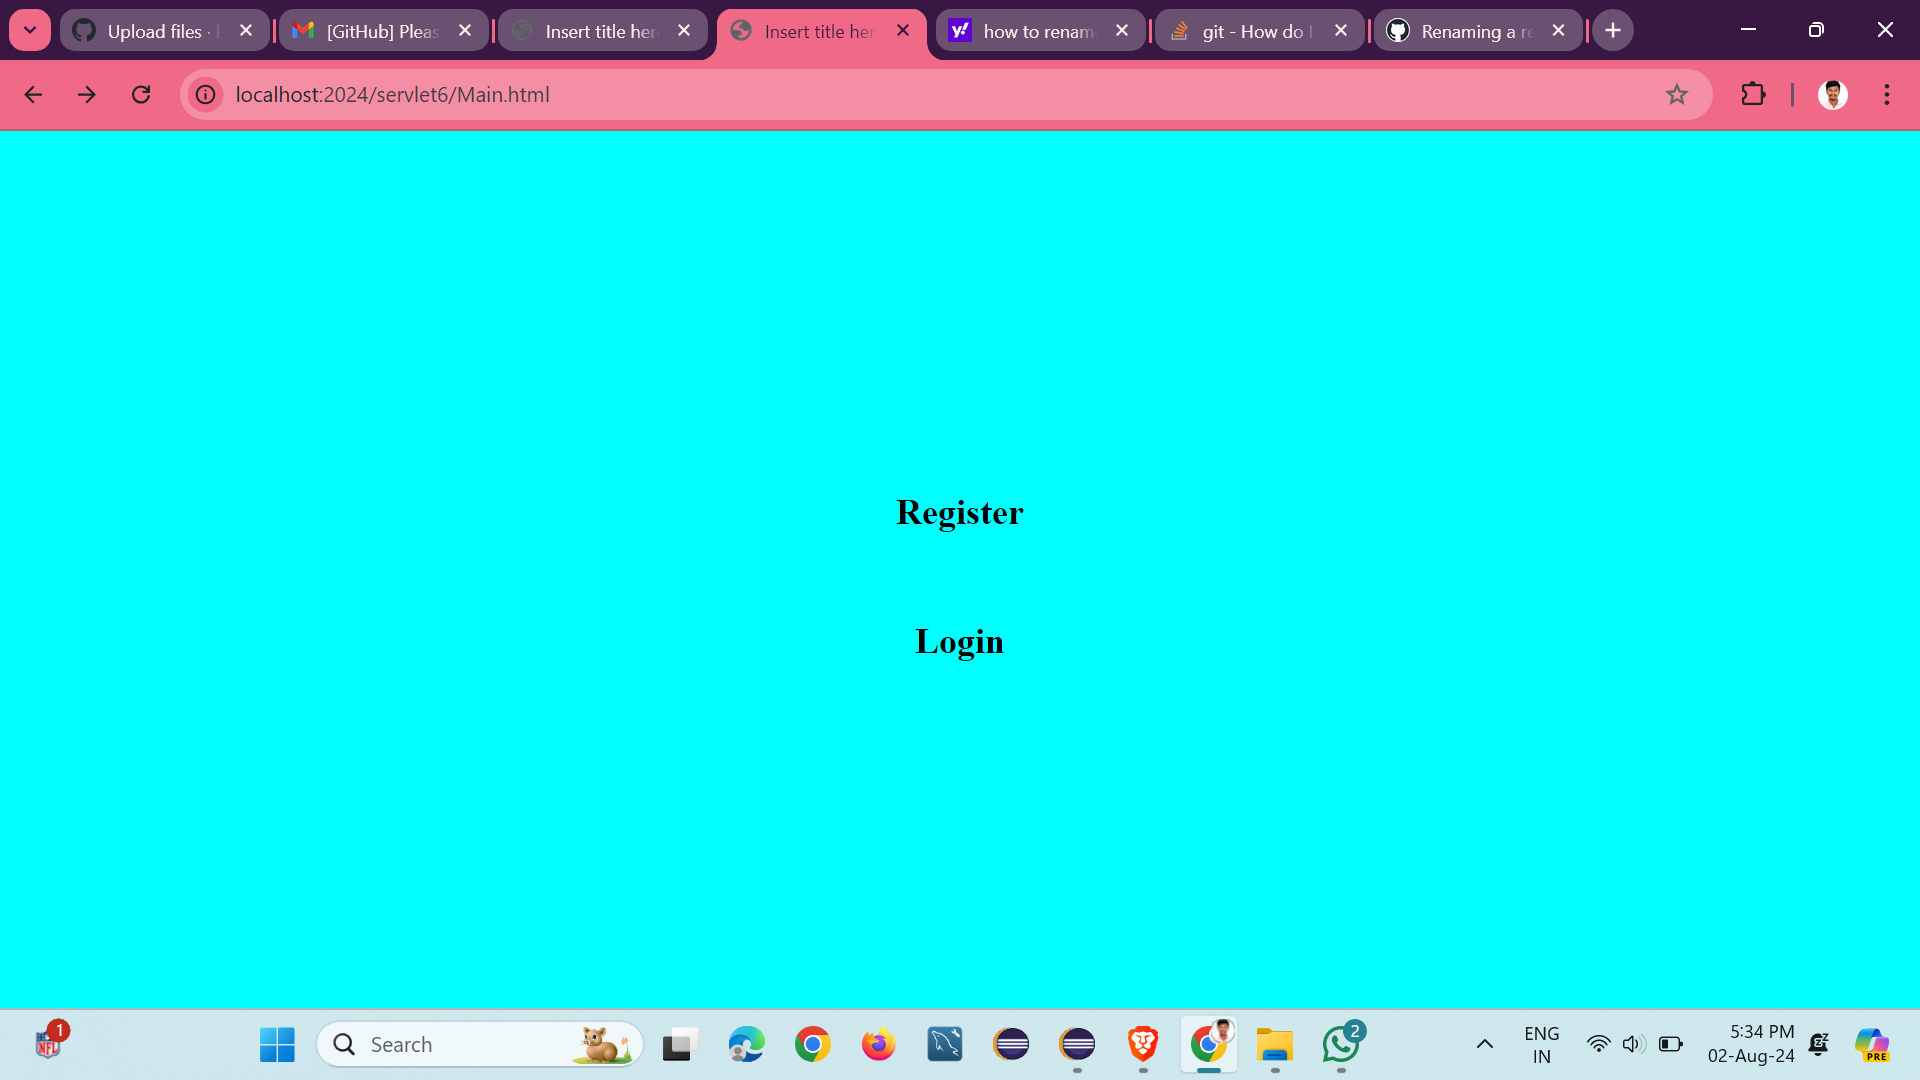 Upload files ·
[GitHub] Pleas
Insert title her
Insert title her
how to renam
git - How do
Renaming a re
localhost:2024/servlet6/Main.html
Register
Login
1
NFL
Search
2
ENG
IN
5:34 PM
02-Aug-24
PRE